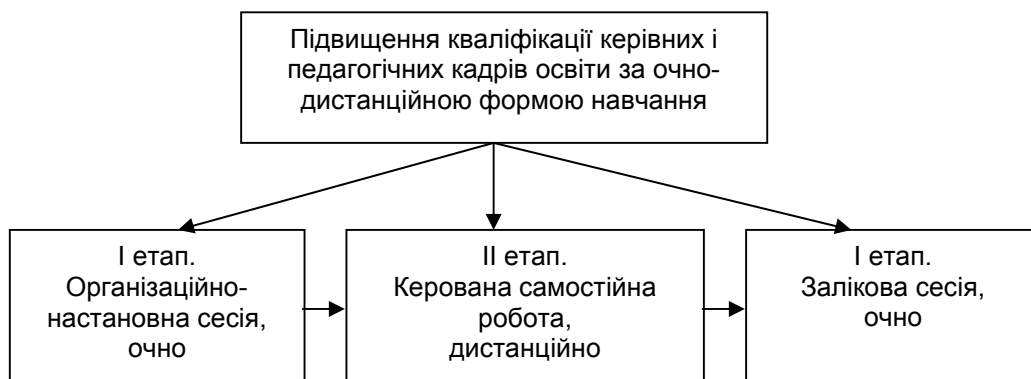 Підвищення кваліфікації керівних і
педагогічних кадрів освіти за очно-
дистанційною формою навчання
І етап.
Організаційно-
настановна сесія,
очно
ІІ етап.
Керована самостійна
робота,
дистанційно
І етап.
Залікова сесія,
очно